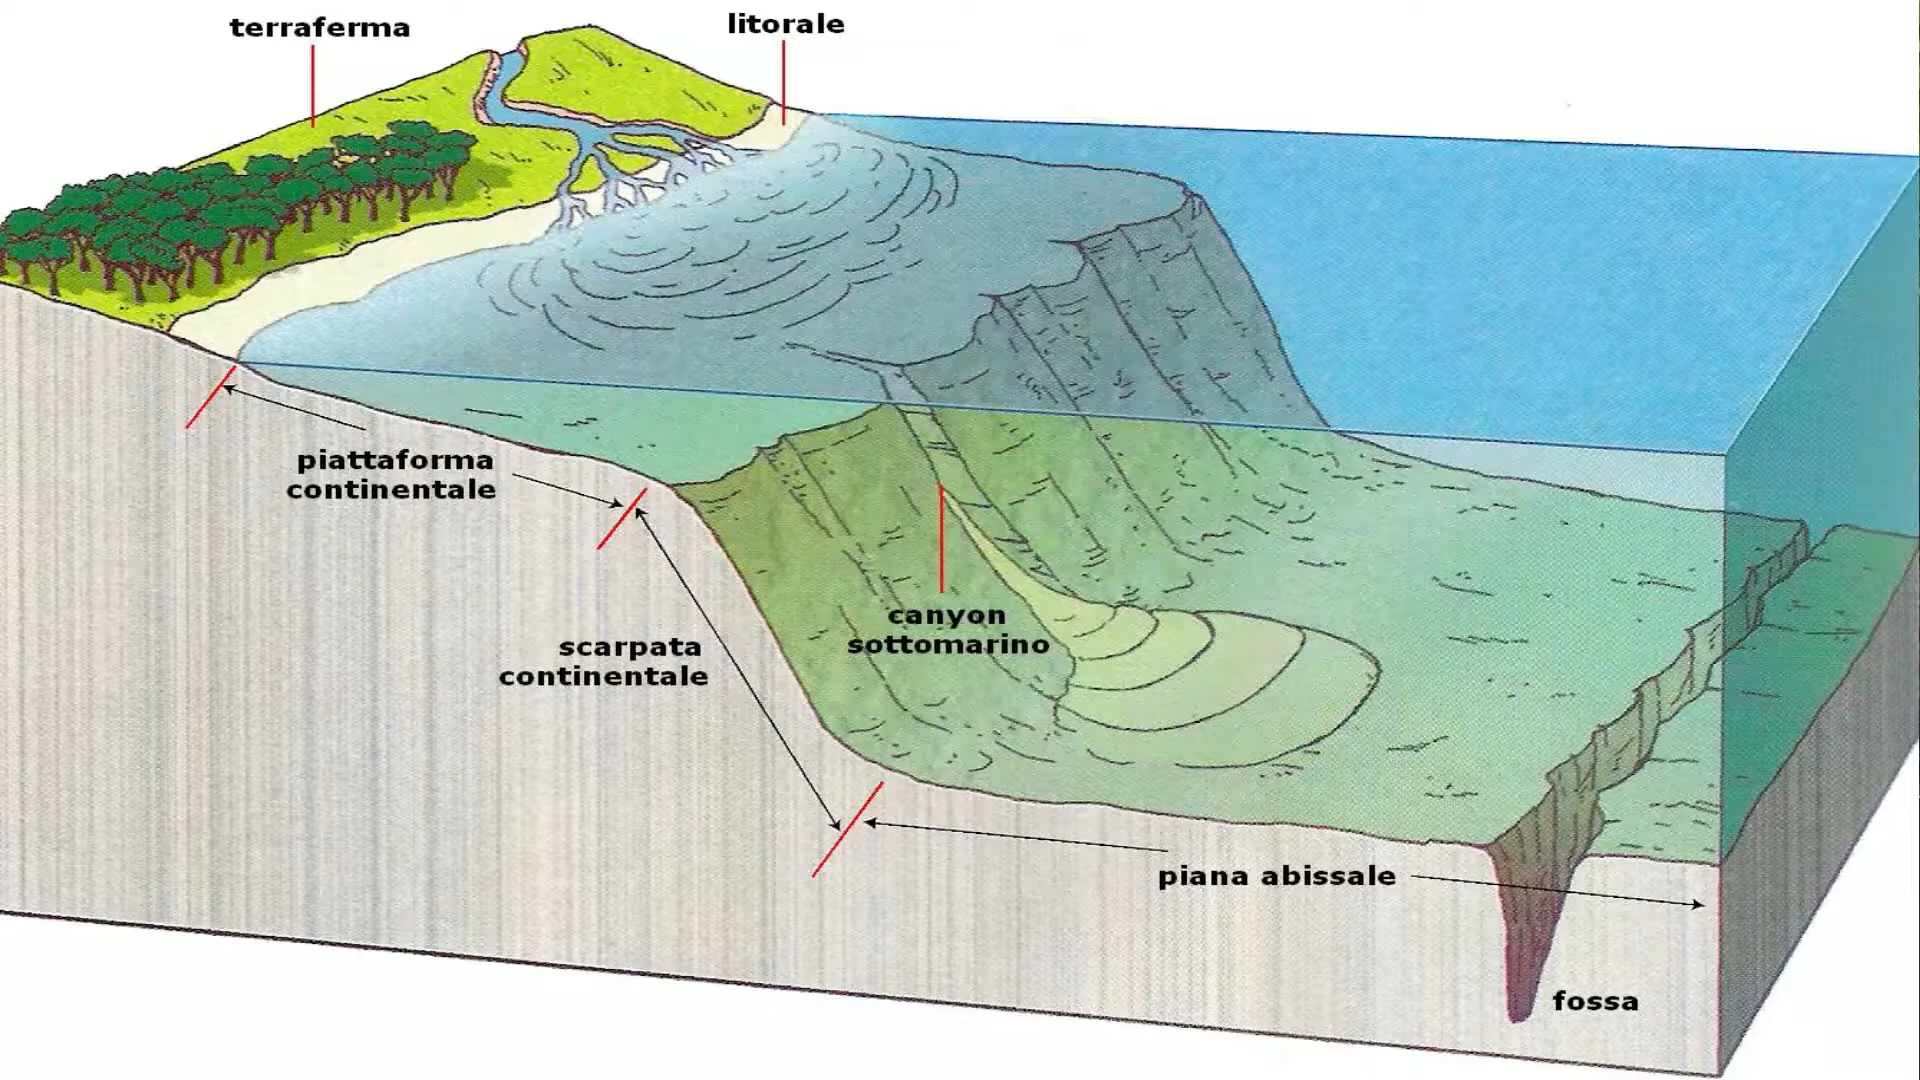 terraferma
litorale
piattaforma
continentale
canyon
sottomarino
scarpata
continentale
piana abissale
fossa